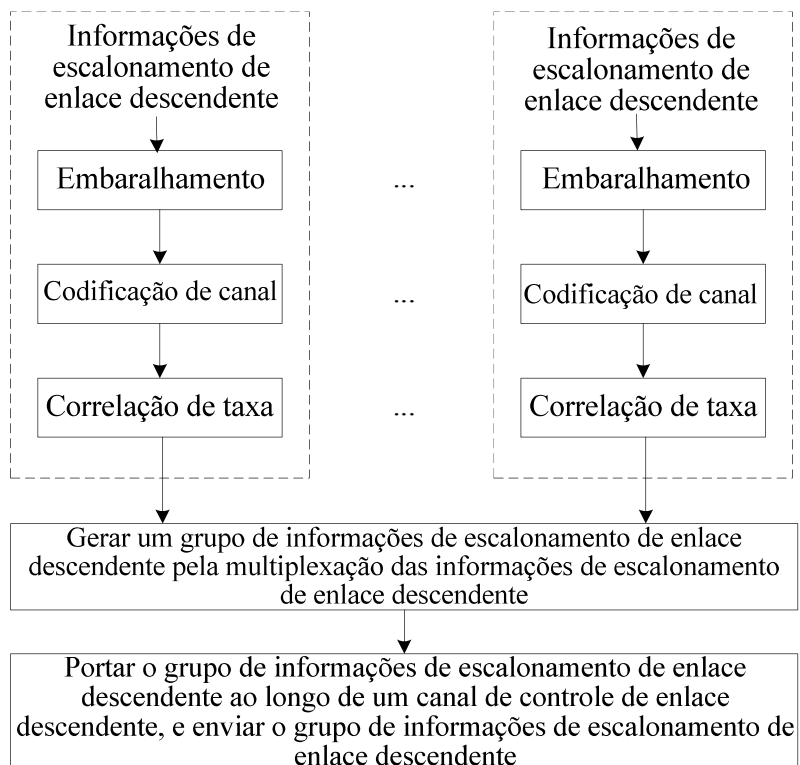 Informações de
escalonamento de
enlace descendente
Embaralhamento
Codificação de canal
Correlação de taxa
...
...
...
Informações de
escalonamento de
enlace descendente
Embaralhamento
Codificação de canal
Correlação de taxa
Gerar um grupo de informações de escalonamento de enlace
descendente pela multiplexação das informações de escalonamento
de enlace descendente
Portar o grupo de informações de escalonamento de enlace
descendente ao longo de um canal de controle de enlace
descendente, e enviar o grupo de informações de escalonamento de
enlace descendente